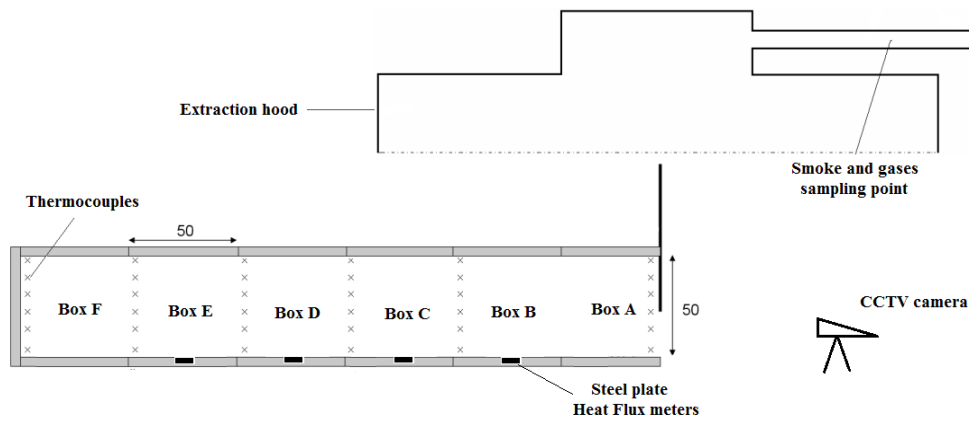 Extraction hood
Smoke and gases
sampling point
Thermocouples
50
Box F
Box E
Box D
Box C
Box B
Box A
50
CCTV camera
Steel plate
Heat Flux meters